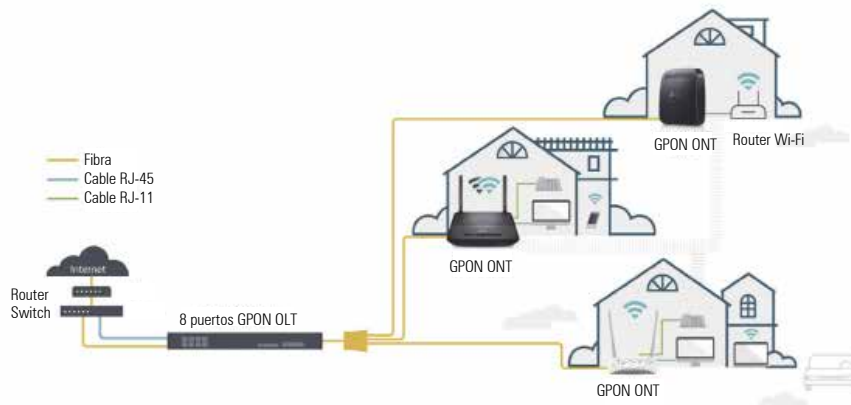 GPON ONT
Router Wi-Fi
Fibra
Cable RJ-45
Cable RJ-11
GPON ONT
Internet
Router
Switch
8 puertos GPON OLT
GPON ONT